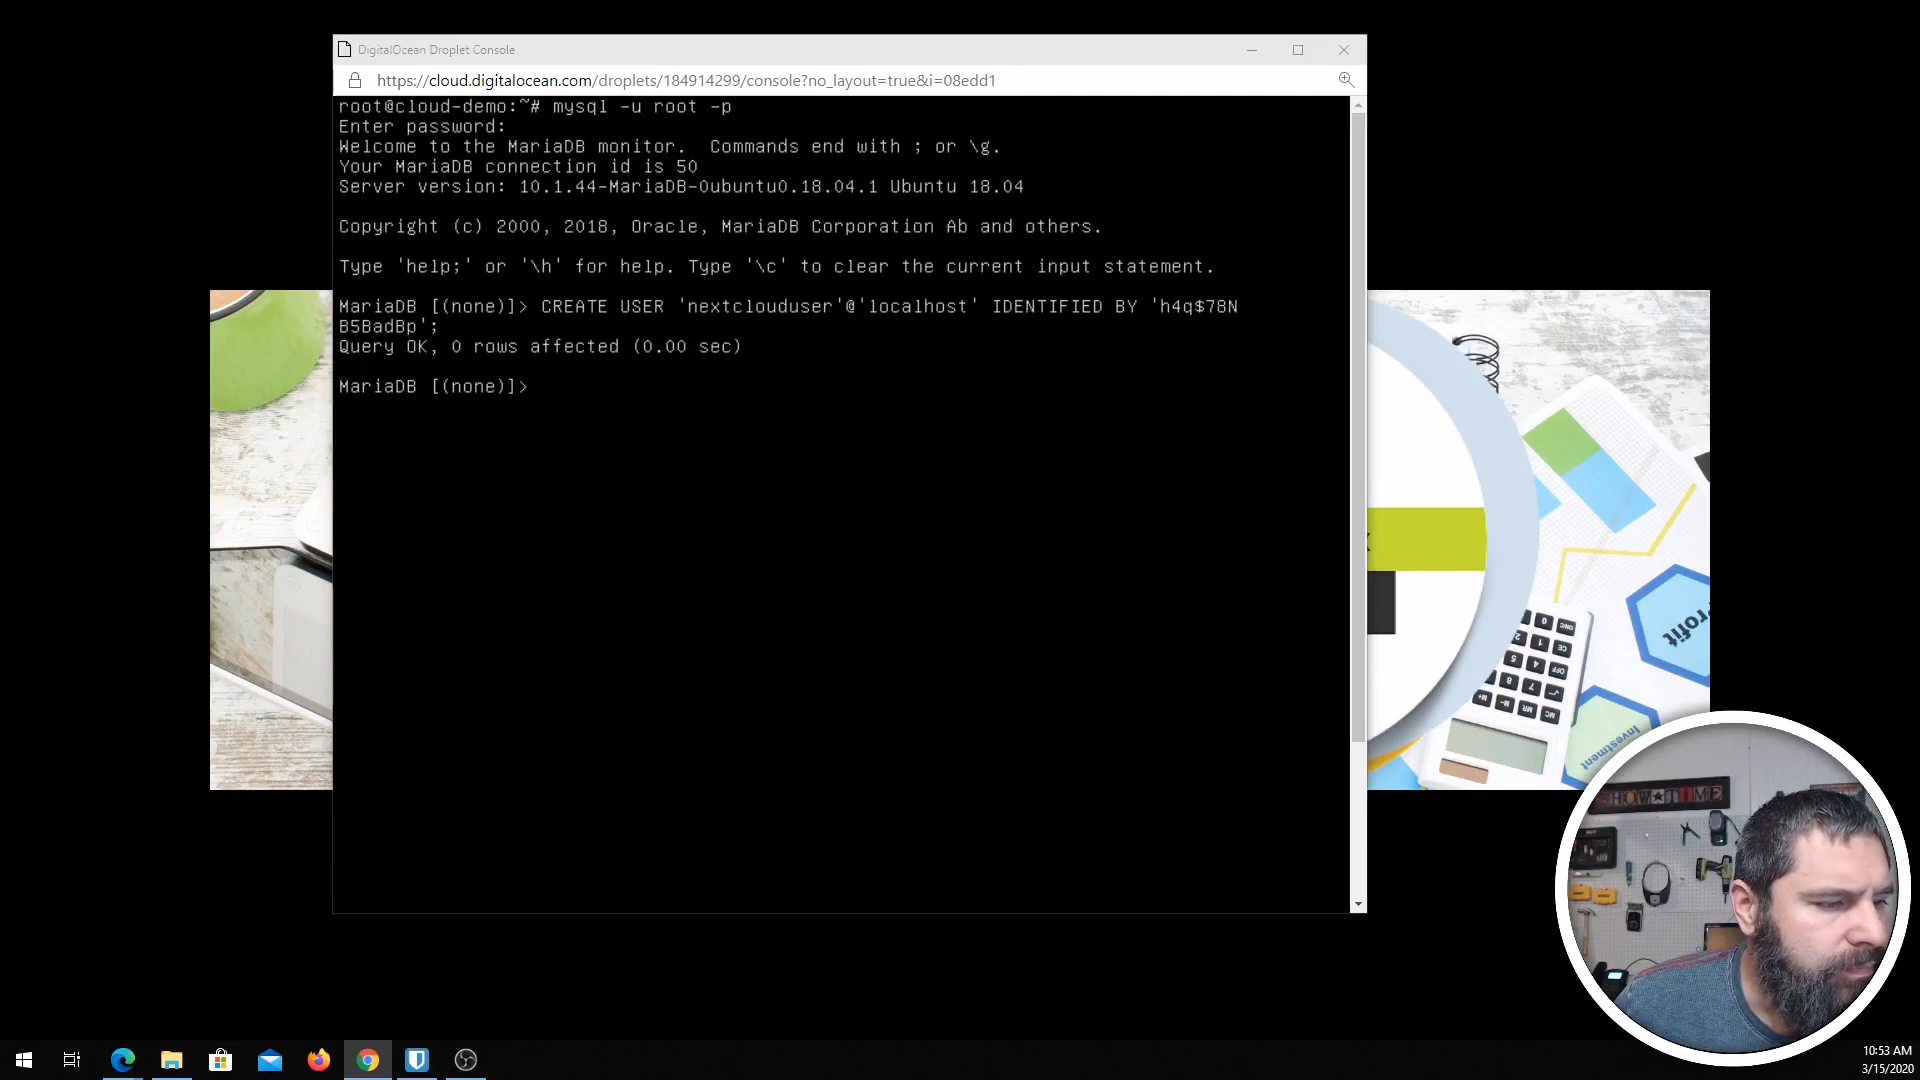 DigitalOcean Droplet Console
https://cloud.digitalocean.com/droplets/184914299/console?no_layout=true&i=08edd1
root@cloud-demo:~# mysql -u root -p
Enter password:
Welcome to the MariaDB monitor.  Commands end with ; or \g.
Your MariaDB connection id is 50
Server version: 10.1.44-MariaDB-0ubuntu0.18.04.1 Ubuntu 18.04
Copyright (c) 2000, 2018, Oracle, MariaDB Corporation Ab and others.
Type 'help;' or '\h' for help. Type '\c' to clear the current input statement.
MariaDB [(none)]> CREATE USER 'nextclouduser'@'localhost' IDENTIFIED BY 'h4q$78N
B5BadBp';
Query OK, 0 rows affected (0.00 sec)
MariaDB [(none)]>
Profit
Investment
SHOW★TIME
10:53 AM
3/15/2020